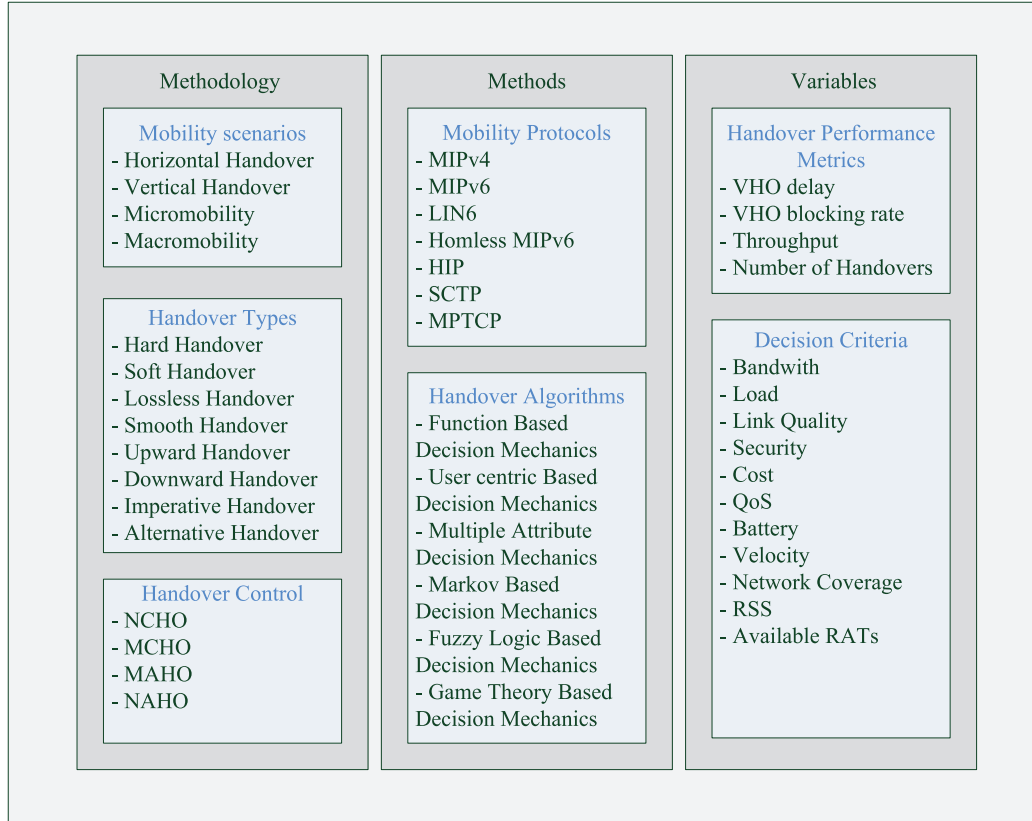 Methodology
Mobility scenarios
- Horizontal Handover
- Vertical Handover
- Micromobility
- Macromobility
Handover Types
- Hard Handover
- Soft Handover
- Lossless Handover
- Smooth Handover
- Upward Handover
- Downward Handover
- Imperative Handover
- Alternative Handover
Handover Control
- NCHO
- MCHO
- MAHO
- NAHO
Methods
Mobility Protocols
- MIPv4
- MIPv6
- LIN6
- Homless MIPv6
- HIP
- SCTP
- MPTCP
Handover Algorithms
- Function Based
Decision Mechanics
- User centric Based
Decision Mechanics
- Multiple Attribute
Decision Mechanics
- Markov Based
Decision Mechanics
- Fuzzy Logic Based
Decision Mechanics
- Game Theory Based
Decision Mechanics
Variables
Handover Performance
Metrics
- VHO delay
- VHO blocking rate
- Throughput
- Number of Handovers
Decision Criteria
- Bandwith
- Load
- Link Quality
- Security
- Cost
- QoS
- Battery
- Velocity
- Network Coverage
- RSS
- Available RATs